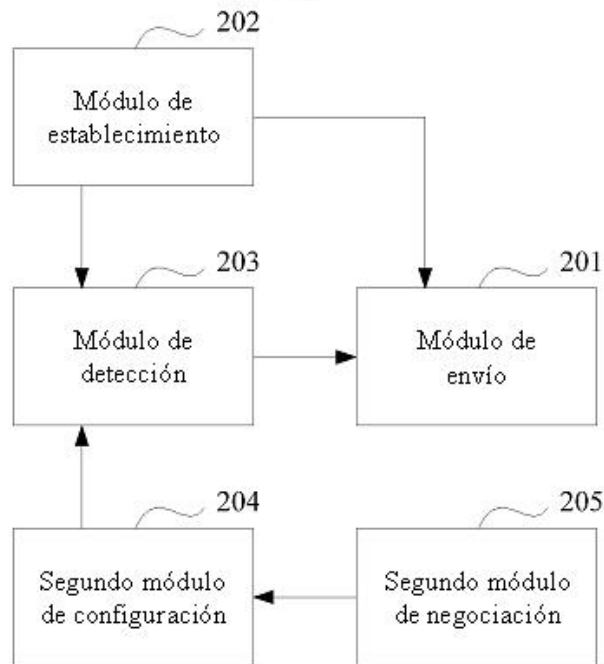 202
Módulo de
establecimiento
203
Módulo de
detección
201
Módulo de
envío
204
Segundo módulo
de configuración
205
Segundo módulo
de negociación